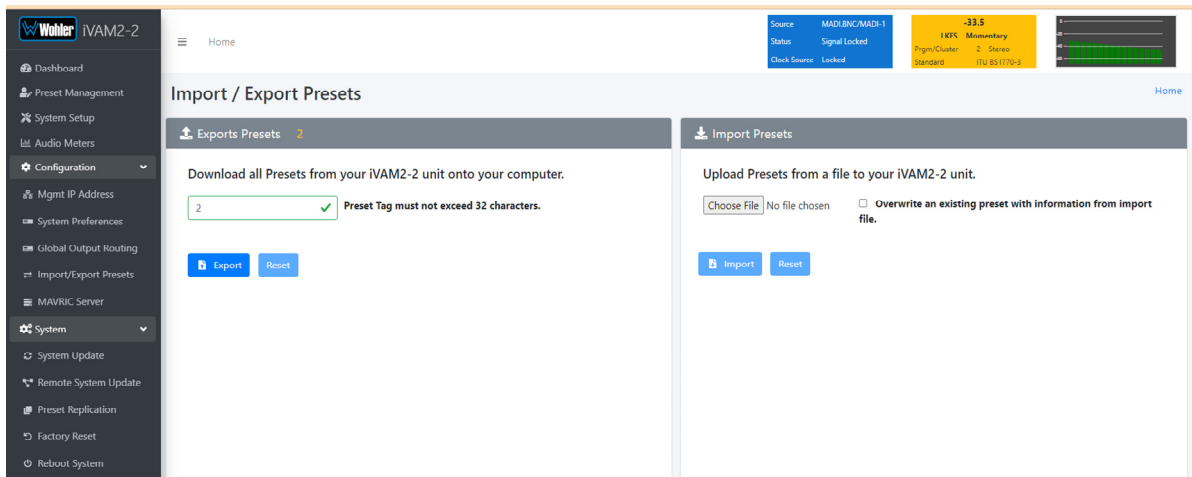 Wohler iVAM2-2
Home
Source MADI.BNC/MADI-1
Status Signal Locked
Clock Source Locked
-33.5
LKFS Momentary
Prgm/Cluster 2 Stereo
Standard ITU BS1770-3
Dashboard
Preset Management
System Setup
Audio Meters
Configuration
Mgmt IP Address
System Preferences
Global Output Routing
Import/Export Presets
MAVRIC Server
System
System Update
Remote System Update
Preset Replication
Factory Reset
Reboot System
Import / Export Presets
Home
Exports Presets 2
Download all Presets from your iVAM2-2 unit onto your computer.
2
Preset Tag must not exceed 32 characters.
Export Reset
Import Presets
Upload Presets from a file to your iVAM2-2 unit.
Choose File No file chosen
Overwrite an existing preset with information from import
file.
Import Reset